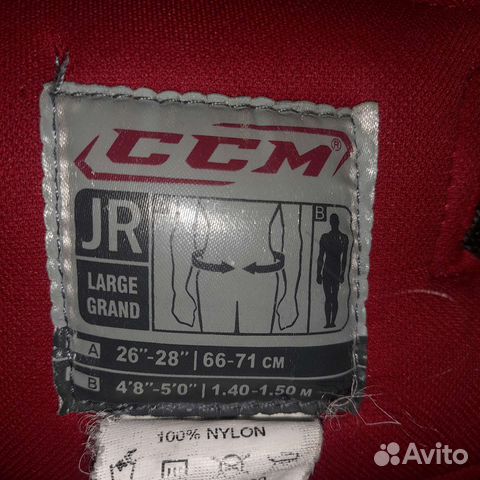 CCM®
JR
LARGE
GRAND
B
A 26"-28" | 66-71 CM
B 4'8"-5'0" | 1.40-1.50 M
100% NYLON
Avito